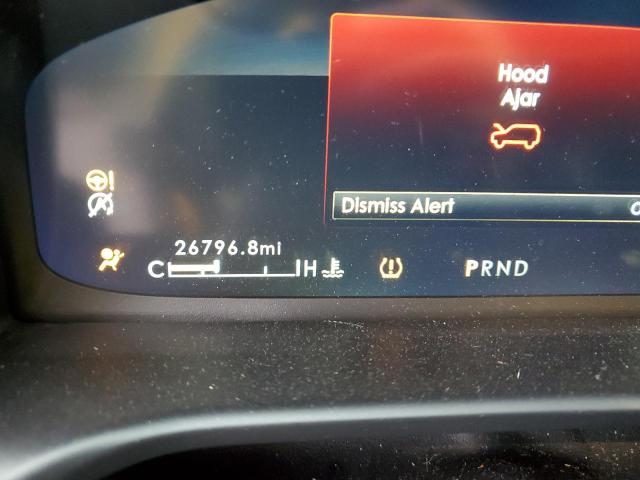 Hood
Ajar
Dismiss Alert
26796.8mi
C H
PRND